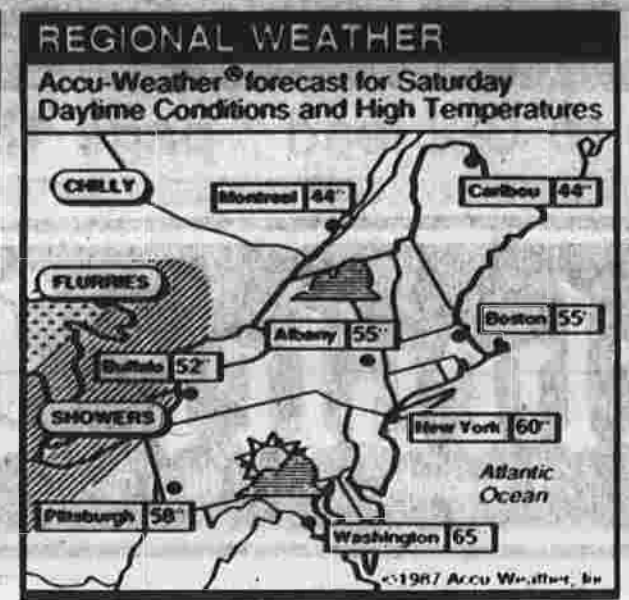 REGIONAL WEATHER
Accu-Weather® forecast for Saturday
Daytime Conditions and High Temperatures
CHILLY
Montreal 44°
Caribou 44°
FLURRIES
Boston 55°
Albany 55°
Buffalo 52°
SHOWERS
New York 60°
Atlantic
Ocean
Pittsburgh 58°
Washington 65
©1987 Accu Weather, Inc